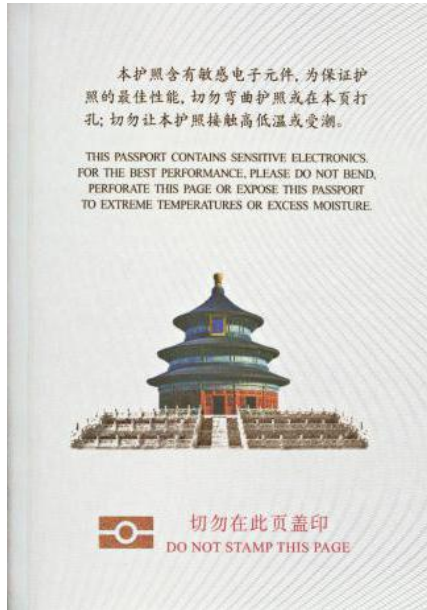 本护照含有敏感电子元件，为保证护
照的最佳性能，切勿弯曲护照或在本页打
孔；切勿让本护照接触高低温或受潮。
THIS PASSPORT CONTAINS SENSITIVE ELECTRONICS.
FOR THE BEST PERFORMANCE, PLEASE DO NOT BEND,
PERFORATE THIS PAGE OR EXPOSE THIS PASSPORT
TO EXTREME TEMPERATURES OR EXCESS MOISTURE.
切勿在此页盖印
DO NOT STAMP THIS PAGE